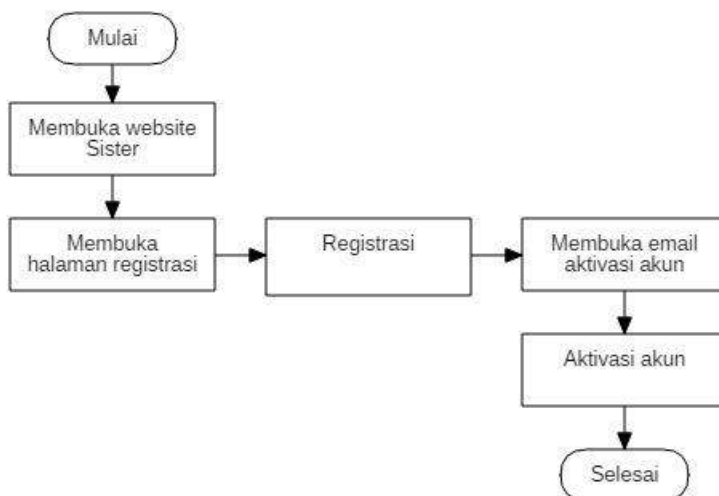 Mulai
Membuka website
Sister
Membuka
halaman registrasi
Registrasi
Membuka email
aktivasi akun
Aktivasi akun
Selesai